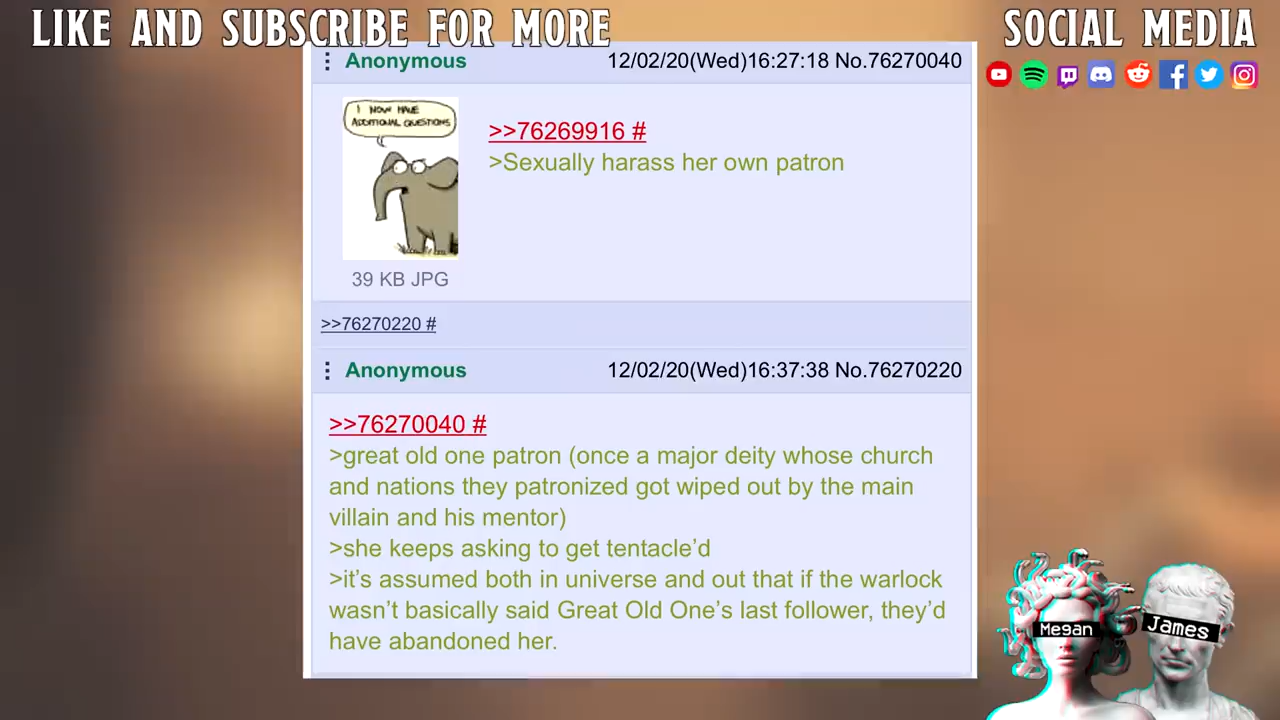 LIKE AND SUBSCRIBE FOR MORE
SOCIAL MEDIA
Anonymous 12/02/20(Wed)16:27:18 No.76270040
I NOW HAVE
ADDITIONAL QUESTIONS
>>76269916 #
>Sexually harass her own patron
39 KB JPG
>>76270220 #
Anonymous 12/02/20(Wed)16:37:38 No.76270220
>>76270040 #
>great old one patron (once a major deity whose church
and nations they patronized got wiped out by the main
villain and his mentor)
>she keeps asking to get tentacle’d
>it’s assumed both in universe and out that if the warlock
wasn’t basically said Great Old One’s last follower, they’d
have abandoned her.
Megan
James